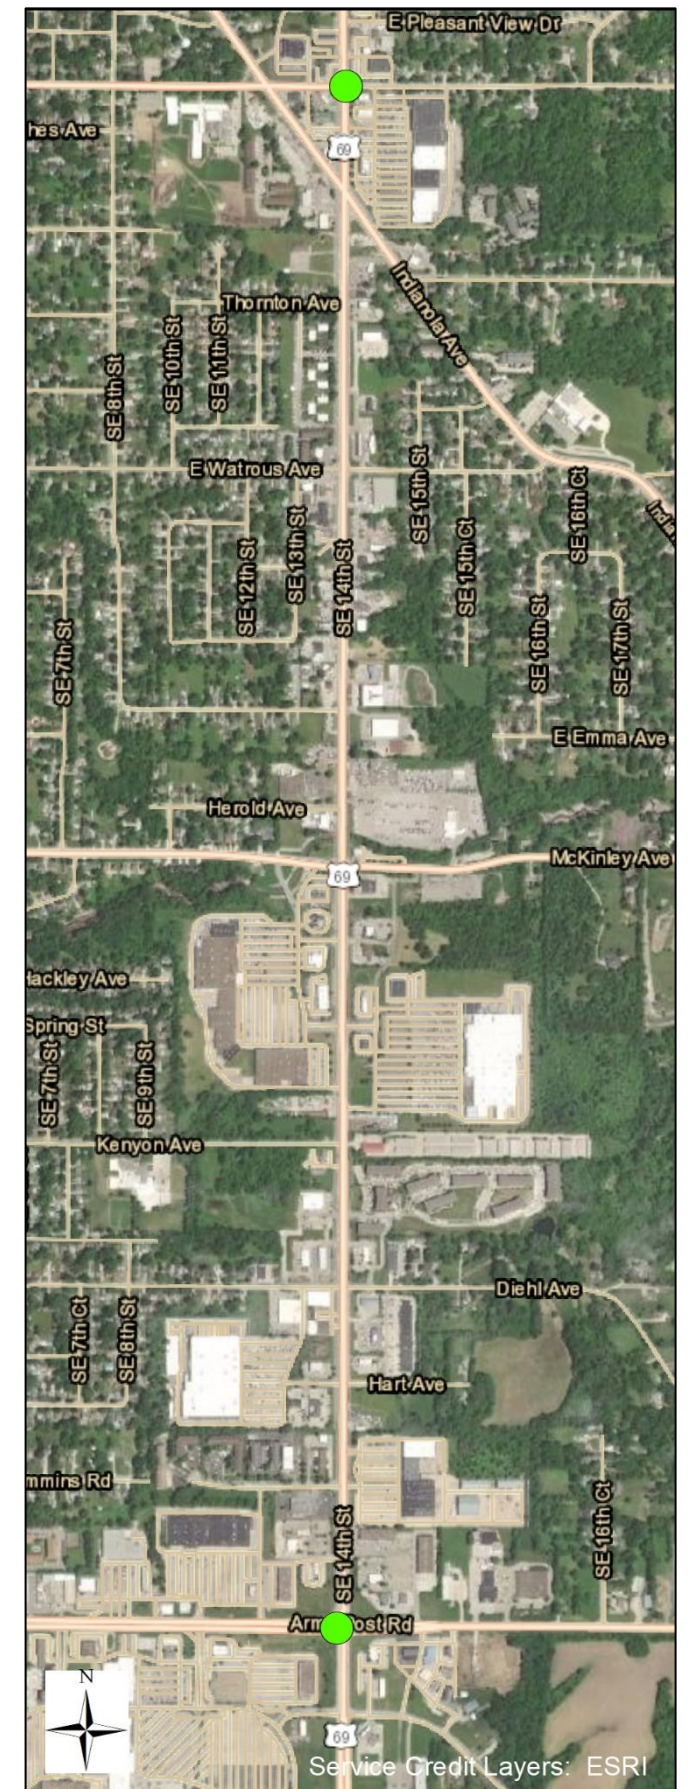 E Pleasant View Dr
hes Ave
69
Indianola Ave
Thornton Ave
SE 8th St
SE 10th St
SE 11th St
E Watrous Ave
SE 15th St
SE 16th Ct
India
SE 12th St
SE 13th St
SE 14th St
SE 15th Ct
SE 7th St
SE 16th St
SE 17th St
E Emma Ave
Herold Ave
McKinley Ave
69
Hackley Ave
Spring St
SE 7th St
SE 9th St
Kenyon Ave
Diehl Ave
SE 7th Ct
SE 8th St
Hart Ave
mmins Rd
SE 14th St
SE 16th Ct
Arm Post Rd
N
69
Service Credit Layers: ESRI